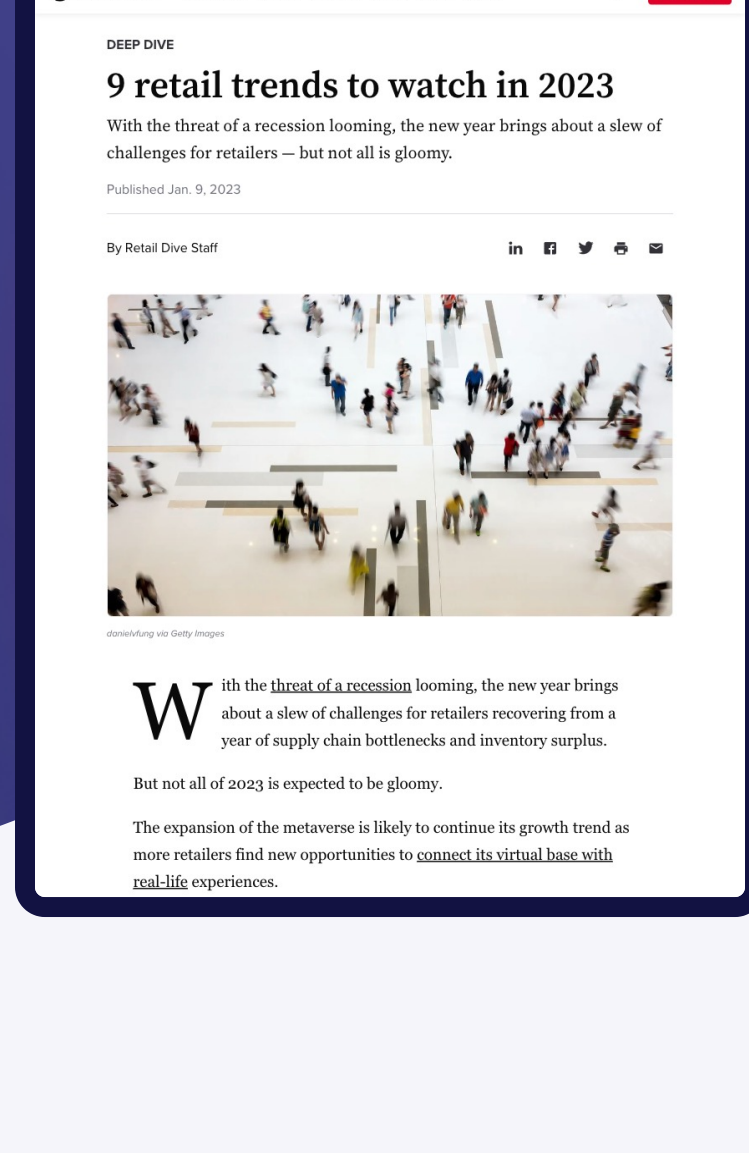 DEEP DIVE
9 retail trends to watch in 2023
With the threat of a recession looming, the new year brings about a slew of
challenges for retailers — but not all is gloomy.
Published Jan. 9, 2023
By Retail Dive Staff
danielvfung via Getty Images
With the threat of a recession looming, the new year brings
about a slew of challenges for retailers recovering from a
year of supply chain bottlenecks and inventory surplus.
But not all of 2023 is expected to be gloomy.
The expansion of the metaverse is likely to continue its growth trend as
more retailers find new opportunities to connect its virtual base with
real-life experiences.